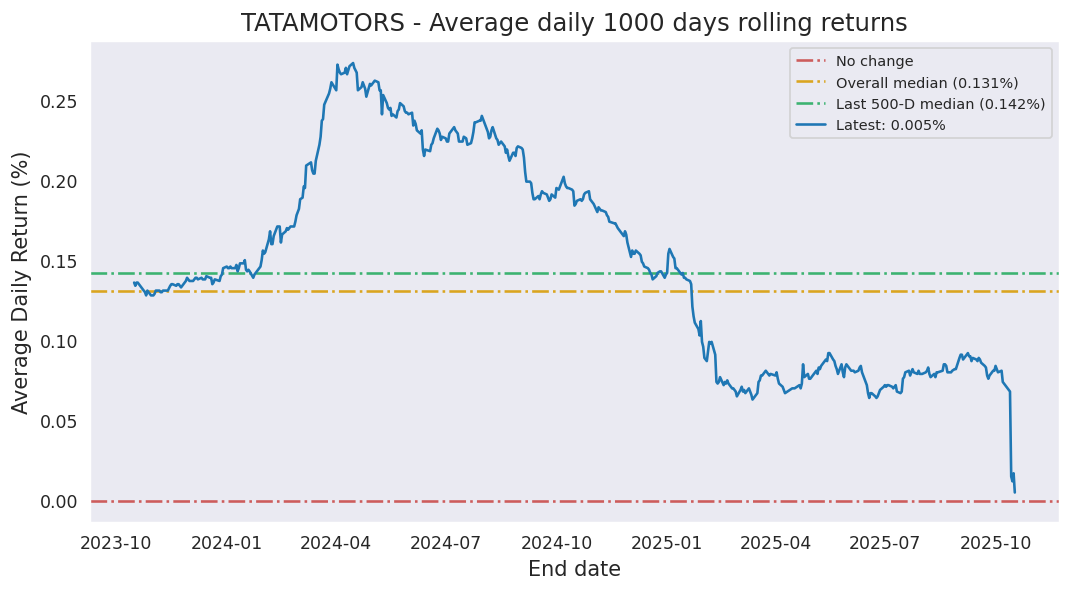 TATAMOTORS - Average daily 1000 days rolling returns
No change
Overall median (0.131%)
Last 500-D median (0.142%)
Latest: 0.005%
Average Daily Return (%)
0.25
0.20
0.15
0.10
0.05
0.00
2023-10 2024-01 2024-04 2024-07 2024-10 2025-01 2025-04 2025-07 2025-10
End date